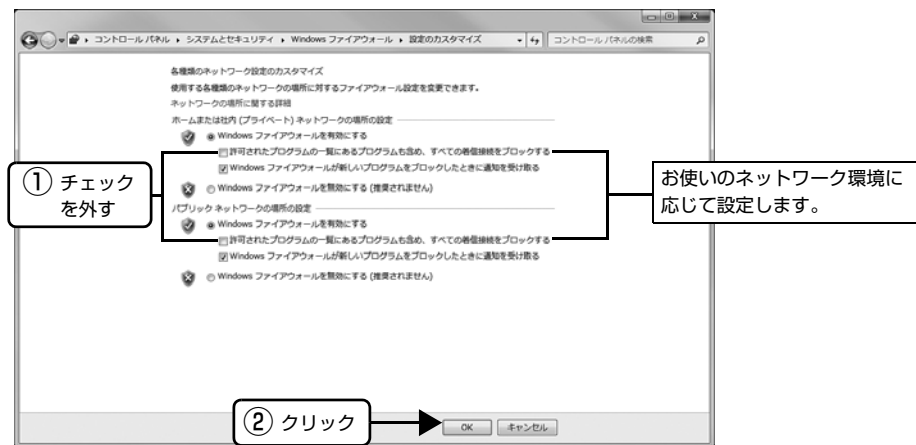 コントロール パネル ▸ システムとセキュリティ ▸ Windows ファイアウォール ▸ 設定のカスタマイズ
コントロール パネルの検索
各種類のネットワーク設定のカスタマイズ
使用する各種類のネットワークの場所に対するファイアウォール設定を変更できます。
ネットワークの場所に関する詳細
ホームまたは社内 (プライベート) ネットワークの場所の設定
Windows ファイアウォールを有効にする
許可されたプログラムの一覧にあるプログラムも含め、すべての着信接続をブロックする
Windows ファイアウォールが新しいプログラムをブロックしたときに通知を受け取る
Windows ファイアウォールを無効にする (推奨されません)
パブリック ネットワークの場所の設定
Windows ファイアウォールを有効にする
許可されたプログラムの一覧にあるプログラムも含め、すべての着信接続をブロックする
Windows ファイアウォールが新しいプログラムをブロックしたときに通知を受け取る
Windows ファイアウォールを無効にする (推奨されません)
① チェック
を外す
お使いのネットワーク環境に
応じて設定します。
② クリック
OK
キャンセル